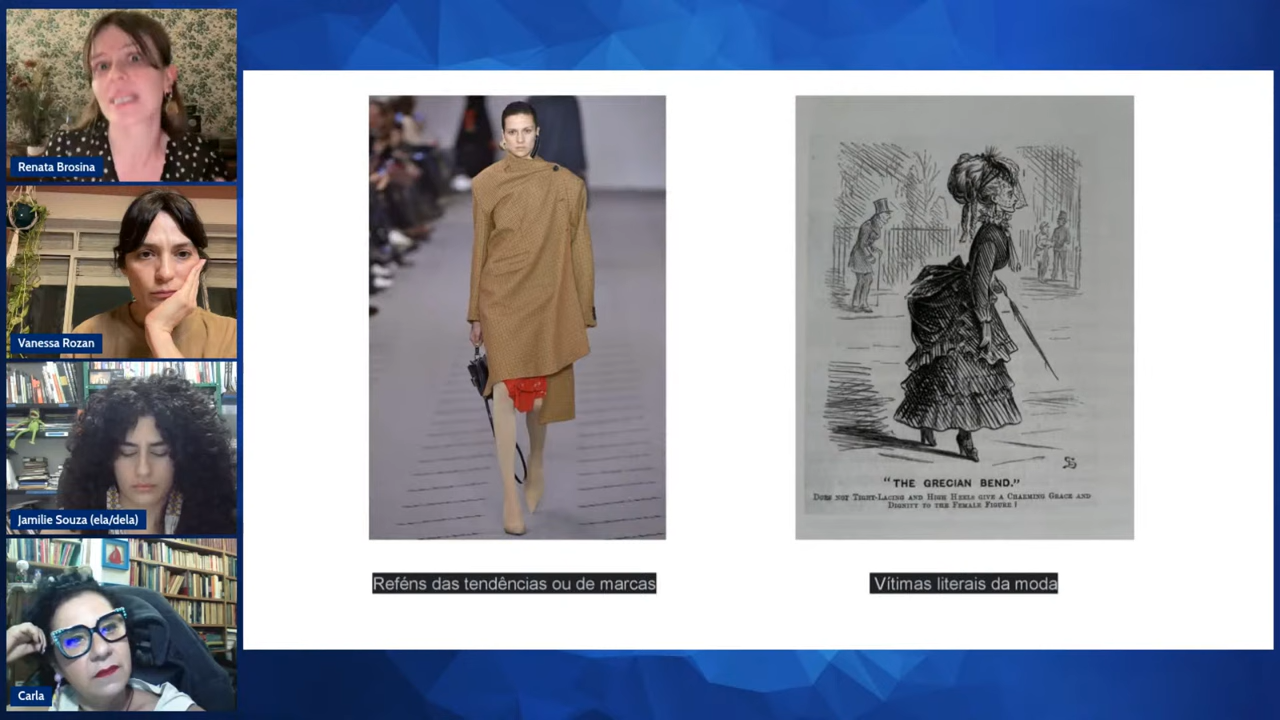 Renata Brosina
Vanessa Rozan
Jamilie Souza (ela/dela)
Carla
Reféns das tendências ou de marcas
"THE GRECIAN BEND."
DOES NOT TIGHT-LACING AND HIGH HEELS GIVE A CHARMING GRACE AND
DIGNITY TO THE FEMALE FIGURE!
Vítimas literais da moda